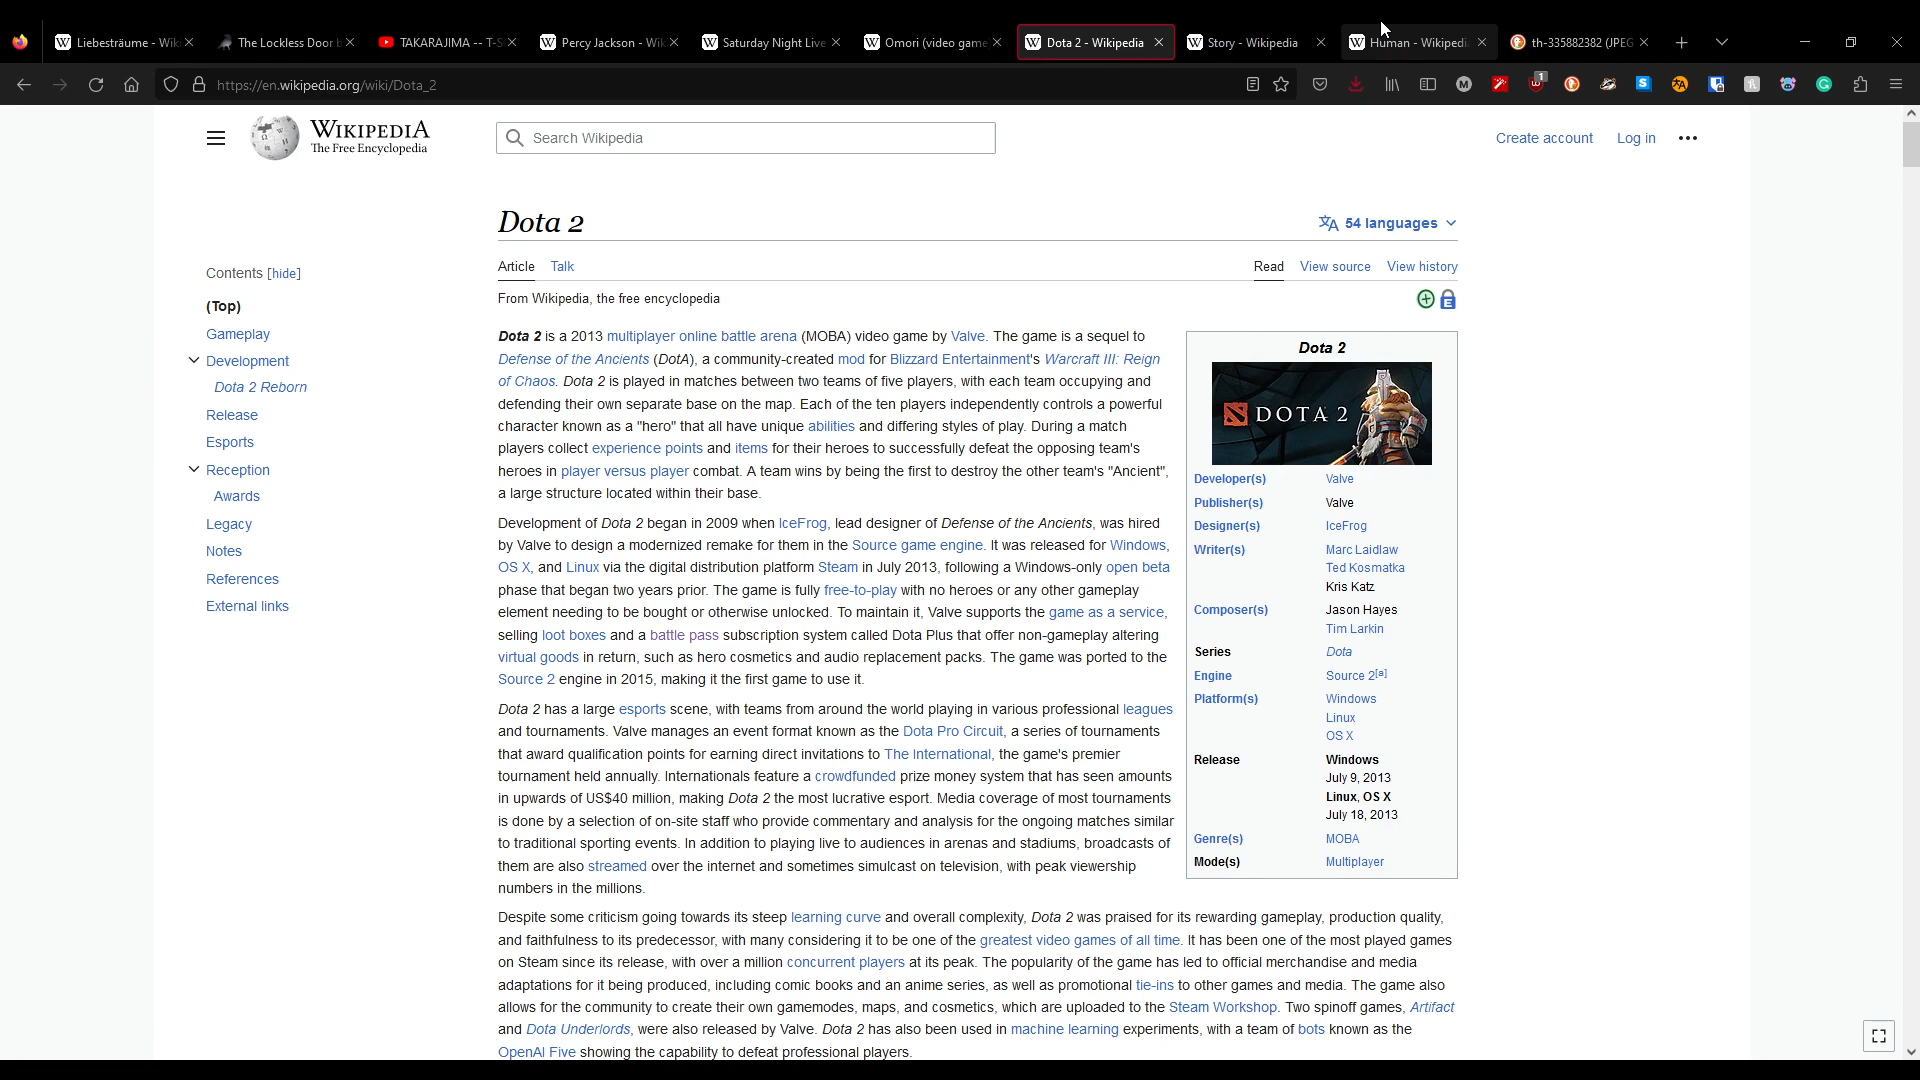 Liebesträume - Wik
The Lockless Door b
TAKARAJIMA -- T-S
Percy Jackson - Wik
Saturday Night Live
Omori (video game
Dota 2 - Wikipedia
Story - Wikipedia
Human - Wikipedi
th-335882382 (JPEG
https://en.wikipedia.org/wiki/Dota_2
1
WIKIPEDIA
The Free Encyclopedia
Search Wikipedia
Create account
Log in
Dota 2
54 languages
Article Talk
Read View source View history
From Wikipedia, the free encyclopedia
Contents [hide]
(Top)
Gameplay
Development
Dota 2 Reborn
Release
Esports
Reception
Awards
Legacy
Notes
References
External links
Dota 2 is a 2013 multiplayer online battle arena (MOBA) video game by Valve. The game is a sequel to
Defense of the Ancients (DotA), a community-created mod for Blizzard Entertainment's Warcraft III: Reign
of Chaos. Dota 2 is played in matches between two teams of five players, with each team occupying and
defending their own separate base on the map. Each of the ten players independently controls a powerful
character known as a "hero" that all have unique abilities and differing styles of play. During a match
players collect experience points and items for their heroes to successfully defeat the opposing team's
heroes in player versus player combat. A team wins by being the first to destroy the other team's "Ancient",
a large structure located within their base.
Development of Dota 2 began in 2009 when IceFrog, lead designer of Defense of the Ancients, was hired
by Valve to design a modernized remake for them in the Source game engine. It was released for Windows,
OS X, and Linux via the digital distribution platform Steam in July 2013, following a Windows-only open beta
phase that began two years prior. The game is fully free-to-play with no heroes or any other gameplay
element needing to be bought or otherwise unlocked. To maintain it, Valve supports the game as a service,
selling loot boxes and a battle pass subscription system called Dota Plus that offer non-gameplay altering
virtual goods in return, such as hero cosmetics and audio replacement packs. The game was ported to the
Source 2 engine in 2015, making it the first game to use it.
Dota 2 has a large esports scene, with teams from around the world playing in various professional leagues
and tournaments. Valve manages an event format known as the Dota Pro Circuit, a series of tournaments
that award qualification points for earning direct invitations to The International, the game's premier
tournament held annually. Internationals feature a crowdfunded prize money system that has seen amounts
in upwards of US$40 million, making Dota 2 the most lucrative esport. Media coverage of most tournaments
is done by a selection of on-site staff who provide commentary and analysis for the ongoing matches similar
to traditional sporting events. In addition to playing live to audiences in arenas and stadiums, broadcasts of
them are also streamed over the internet and sometimes simulcast on television, with peak viewership
numbers in the millions.
Despite some criticism going towards its steep learning curve and overall complexity, Dota 2 was praised for its rewarding gameplay, production quality,
and faithfulness to its predecessor, with many considering it to be one of the greatest video games of all time. It has been one of the most played games
on Steam since its release, with over a million concurrent players at its peak. The popularity of the game has led to official merchandise and media
adaptations for it being produced, including comic books and an anime series, as well as promotional tie-ins to other games and media. The game also
allows for the community to create their own gamemodes, maps, and cosmetics, which are uploaded to the Steam Workshop. Two spinoff games, Artifact
and Dota Underlords, were also released by Valve. Dota 2 has also been used in machine learning experiments, with a team of bots known as the
OpenAI Five showing the capability to defeat professional players.
Dota 2
DOTA 2
Developer(s) Valve
Publisher(s) Valve
Designer(s) IceFrog
Writer(s) Marc Laidlaw
Ted Kosmatka
Kris Katz
Composer(s) Jason Hayes
Tim Larkin
Series Dota
Engine Source 2[a]
Platform(s) Windows
Linux
OS X
Release Windows
July 9, 2013
Linux, OS X
July 18, 2013
Genre(s) MOBA
Mode(s) Multiplayer